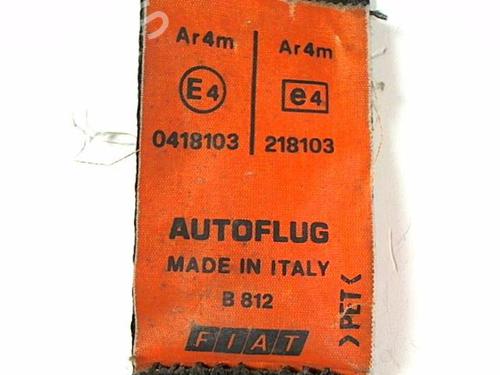 Ar4m Ar4m
E4 e4
0418103 218103
AUTOFLUG
MADE IN ITALY
B 812
FIAT
>PET<